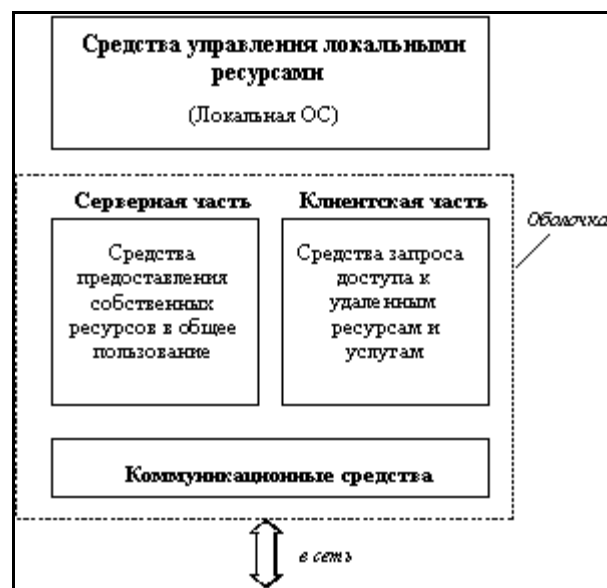 Средства управления локальными
ресурсами
(Локальная ОС)
Серверная часть
Клиентская часть
Оболочка
Средства
предоставления
собственных
ресурсов в общее
пользование
Средства запроса
доступа к
удаленным
ресурсам и
услугам
Коммуникационные средства
в сеть